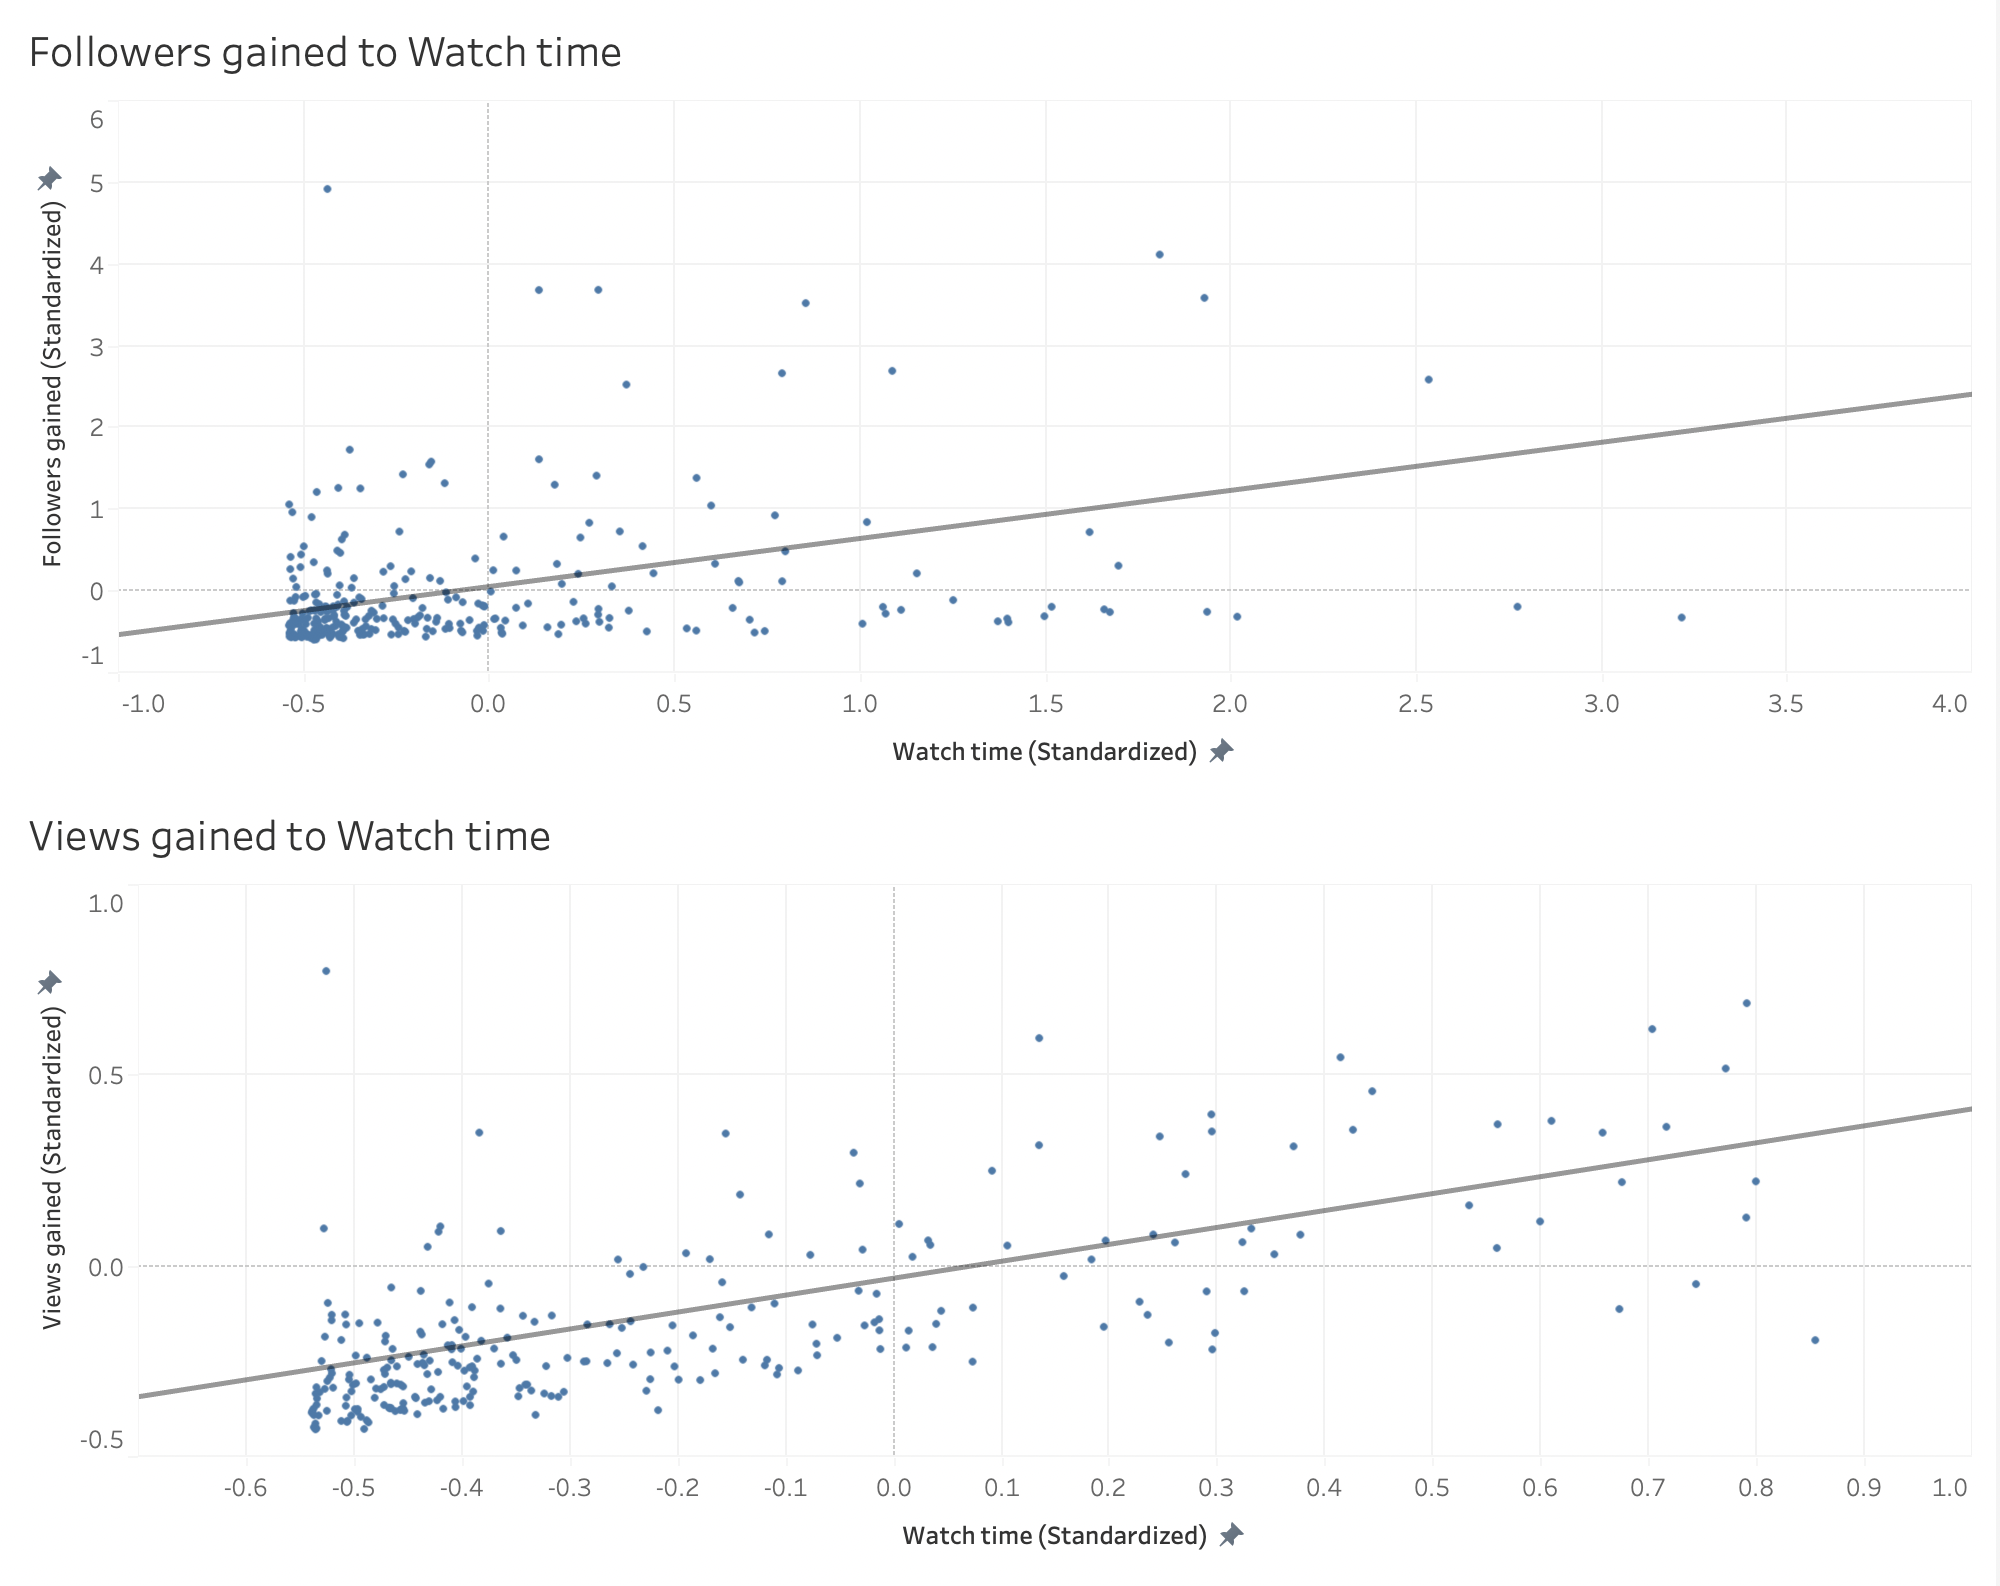 Followers gained to Watch time
6
5
4
3
2
1
0
-1
Followers gained (Standardized)
-1.0 -0.5 0.0 0.5 1.0 1.5 2.0 2.5 3.0 3.5 4.0
Watch time (Standardized)
Views gained to Watch time
1.0
0.5
0.0
-0.5
Views gained (Standardized)
-0.6 -0.5 -0.4 -0.3 -0.2 -0.1 0.0 0.1 0.2 0.3 0.4 0.5 0.6 0.7 0.8 0.9 1.0
Watch time (Standardized)